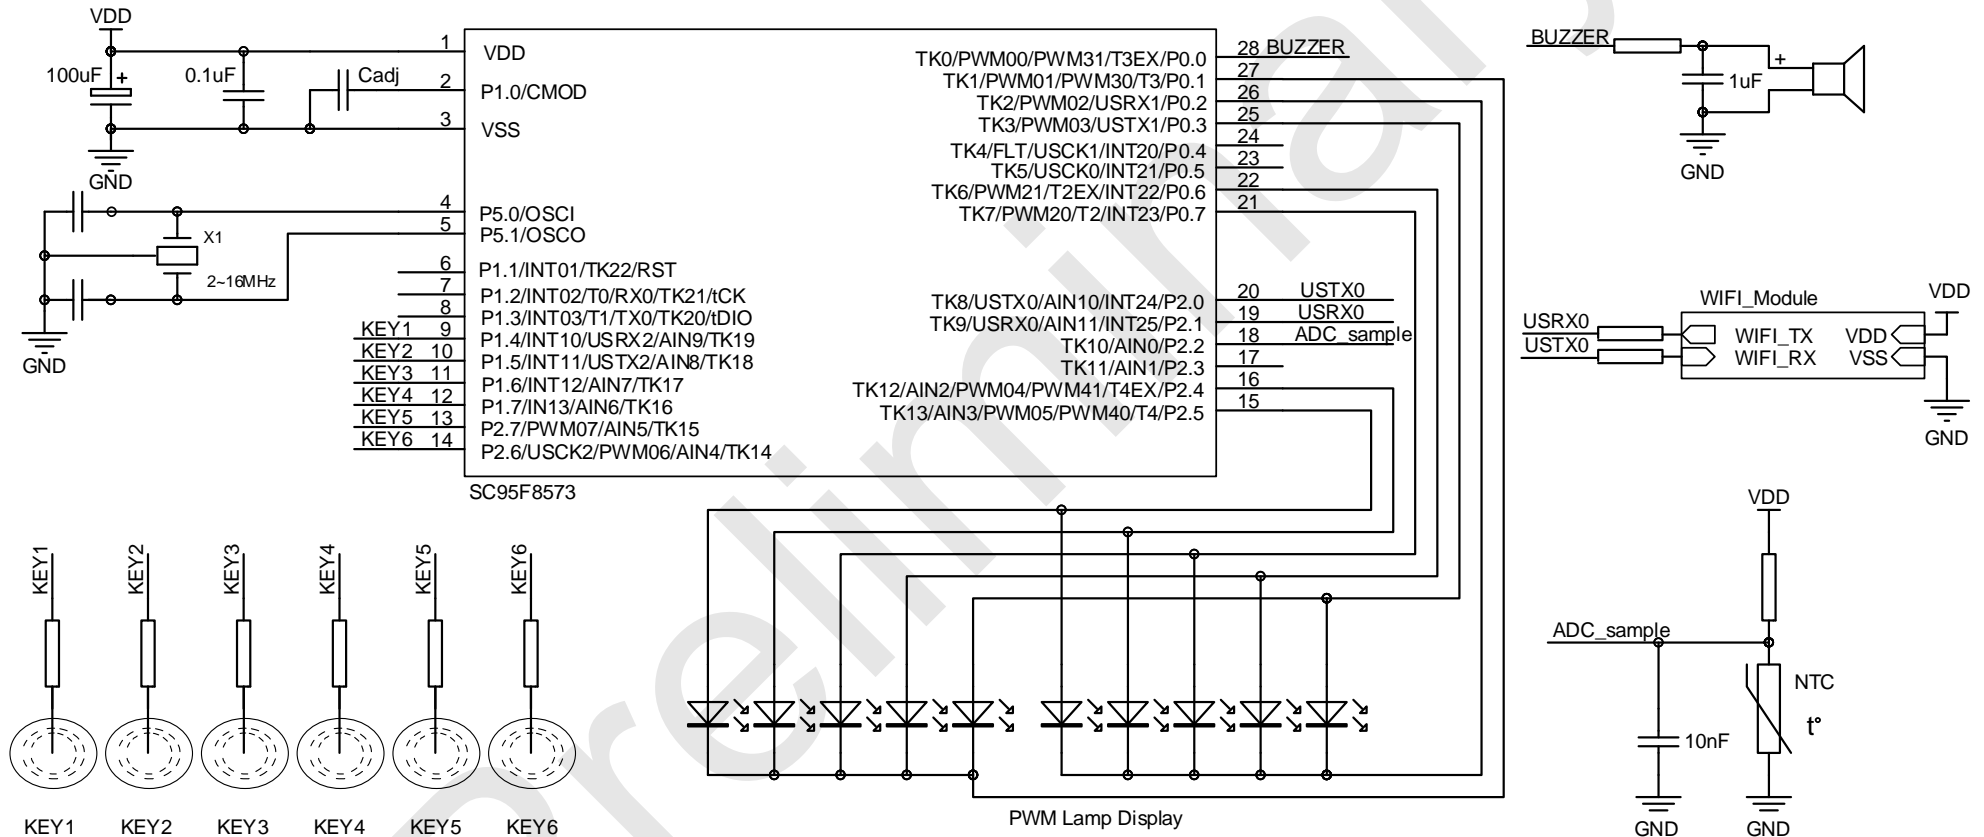 VDD
100uF +
0.1uF
Cadj
GND
1 VDD
2 P1.0/CMOD
3 VSS
4 P5.0/OSCI
5 P5.1/OSCO
X1
2~16MHz
GND
6 P1.1/INT01/TK22/RST
7 P1.2/INT02/T0/RX0/TK21/tCK
8 P1.3/INT03/T1/TX0/TK20/tDIO
KEY1 9 P1.4/INT10/USRX2/AIN9/TK19
KEY2 10 P1.5/INT11/USTX2/AIN8/TK18
KEY3 11 P1.6/INT12/AIN7/TK17
KEY4 12 P1.7/IN13/AIN6/TK16
KEY5 13 P2.7/PWM07/AIN5/TK15
KEY6 14 P2.6/USCK2/PWM06/AIN4/TK14
SC95F8573
TK0/PWM00/PWM31/T3EX/P0.0 28 BUZZER
TK1/PWM01/PWM30/T3/P0.1 27
TK2/PWM02/USRX1/P0.2 26
TK3/PWM03/USTX1/P0.3 25
TK4/FLT/USCK1/INT20/P0.4 24
TK5/USCK0/INT21/P0.5 23
TK6/PWM21/T2EX/INT22/P0.6 22
TK7/PWM20/T2/INT23/P0.7 21
TK8/USTX0/AIN10/INT24/P2.0 20 USTX0
TK9/USRX0/AIN11/INT25/P2.1 19 USRX0
TK10/AIN0/P2.2 18 ADC_sample
TK11/AIN1/P2.3 17
TK12/AIN2/PWM04/PWM41/T4EX/P2.4 16
TK13/AIN3/PWM05/PWM40/T4/P2.5 15
BUZZER
+
1uF
GND
WIFI_Module
VDD
USRX0 WIFI_TX VDD
USTX0 WIFI_RX VSS
GND
VDD
ADC_sample
NTC
t°
10nF
GND
GND
KEY1
KEY2
KEY3
KEY4
KEY5
KEY6
KEY1
KEY2
KEY3
KEY4
KEY5
KEY6
PWM Lamp Display
Preliminary